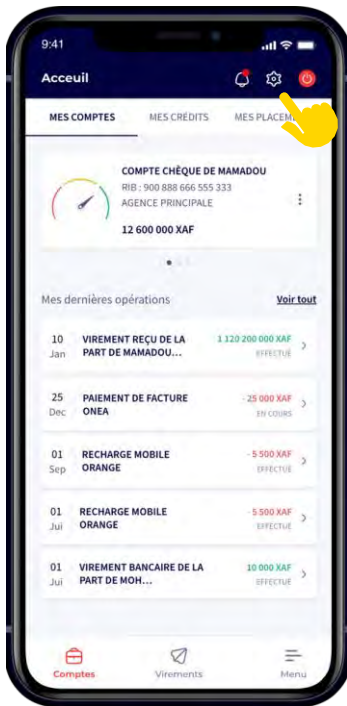 9:41
Acceuil
MES COMPTES MES CRÉDITS MES PLACEM
COMPTE CHÈQUE DE MAMADOU
RIB : 900 888 666 555 333
AGENCE PRINCIPALE
12 600 000 XAF
Mes dernières opérations Voir tout
10 VIREMENT REÇU DE LA 1 120 200 000 XAF
Jan PART DE MAMADOU... EFFECTUÉ
25 PAIEMENT DE FACTURE - 25 000 XAF
Dec ONEA EN COURS
01 RECHARGE MOBILE - 5 500 XAF
Sep ORANGE EFFECTUÉ
01 RECHARGE MOBILE - 5 500 XAF
Jui ORANGE EFFECTUÉ
01 VIREMENT BANCAIRE DE LA 10 000 XAF
Jui PART DE MOH... EFFECTUÉ
Comptes Virements Menu